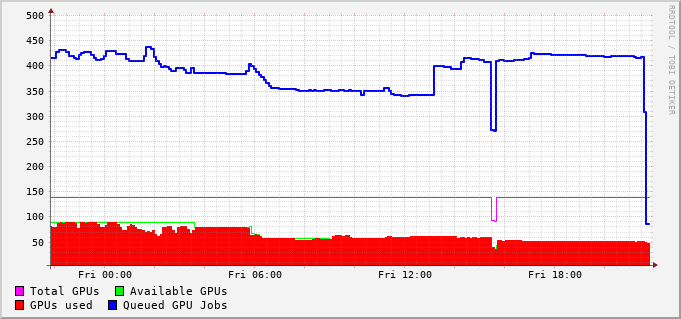 500
450
400
350
300
250
200
150
100
50
Fri 00:00 Fri 06:00 Fri 12:00 Fri 18:00
Total GPUs Available GPUs
GPUs used Queued GPU Jobs
RRDTOOL / TOBI OETIKER